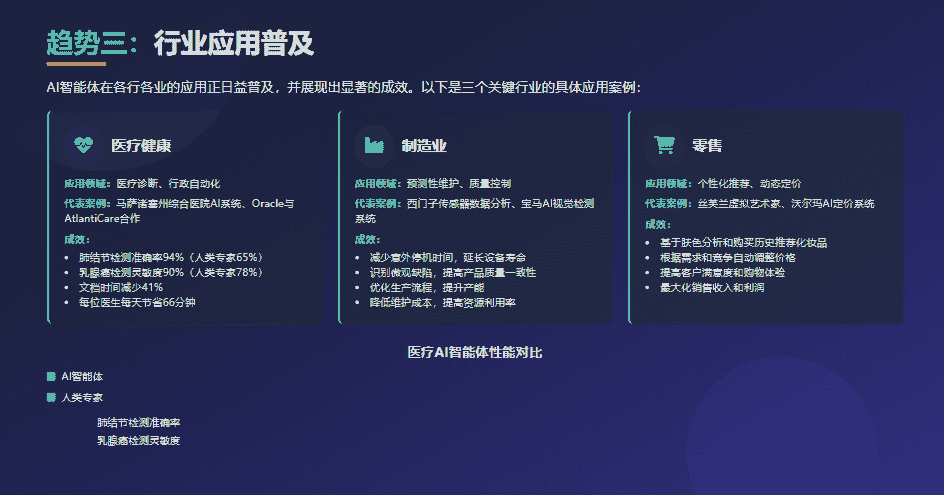 趋势三：行业应用普及
AI智能体在各行各业的应用正日益普及，并展现出显著的成效。以下是三个关键行业的具体应用案例：
医疗健康
应用领域：医疗诊断、行政自动化
代表案例：马萨诸塞州综合医院AI系统、Oracle与
AtlantiCare合作
成效：
• 肺结节检测准确率94%（人类专家65%）
• 乳腺癌检测灵敏度90%（人类专家78%）
• 文档时间减少41%
• 每位医生每天节省66分钟
制造业
应用领域：预测性维护、质量控制
代表案例：西门子传感器数据分析、宝马AI视觉检测
系统
成效：
• 减少意外停机时间，延长设备寿命
• 识别微观缺陷，提高产品质量一致性
• 优化生产流程，提升产能
• 降低维护成本，提高资源利用率
零售
应用领域：个性化推荐、动态定价
代表案例：丝芙兰虚拟艺术家、沃尔玛AI定价系统
成效：
• 基于肤色分析和购买历史推荐化妆品
• 根据需求和竞争自动调整价格
• 提高客户满意度和购物体验
• 最大化销售收入和利润
医疗AI智能体性能对比
AI智能体
人类专家
肺结节检测准确率
乳腺癌检测灵敏度